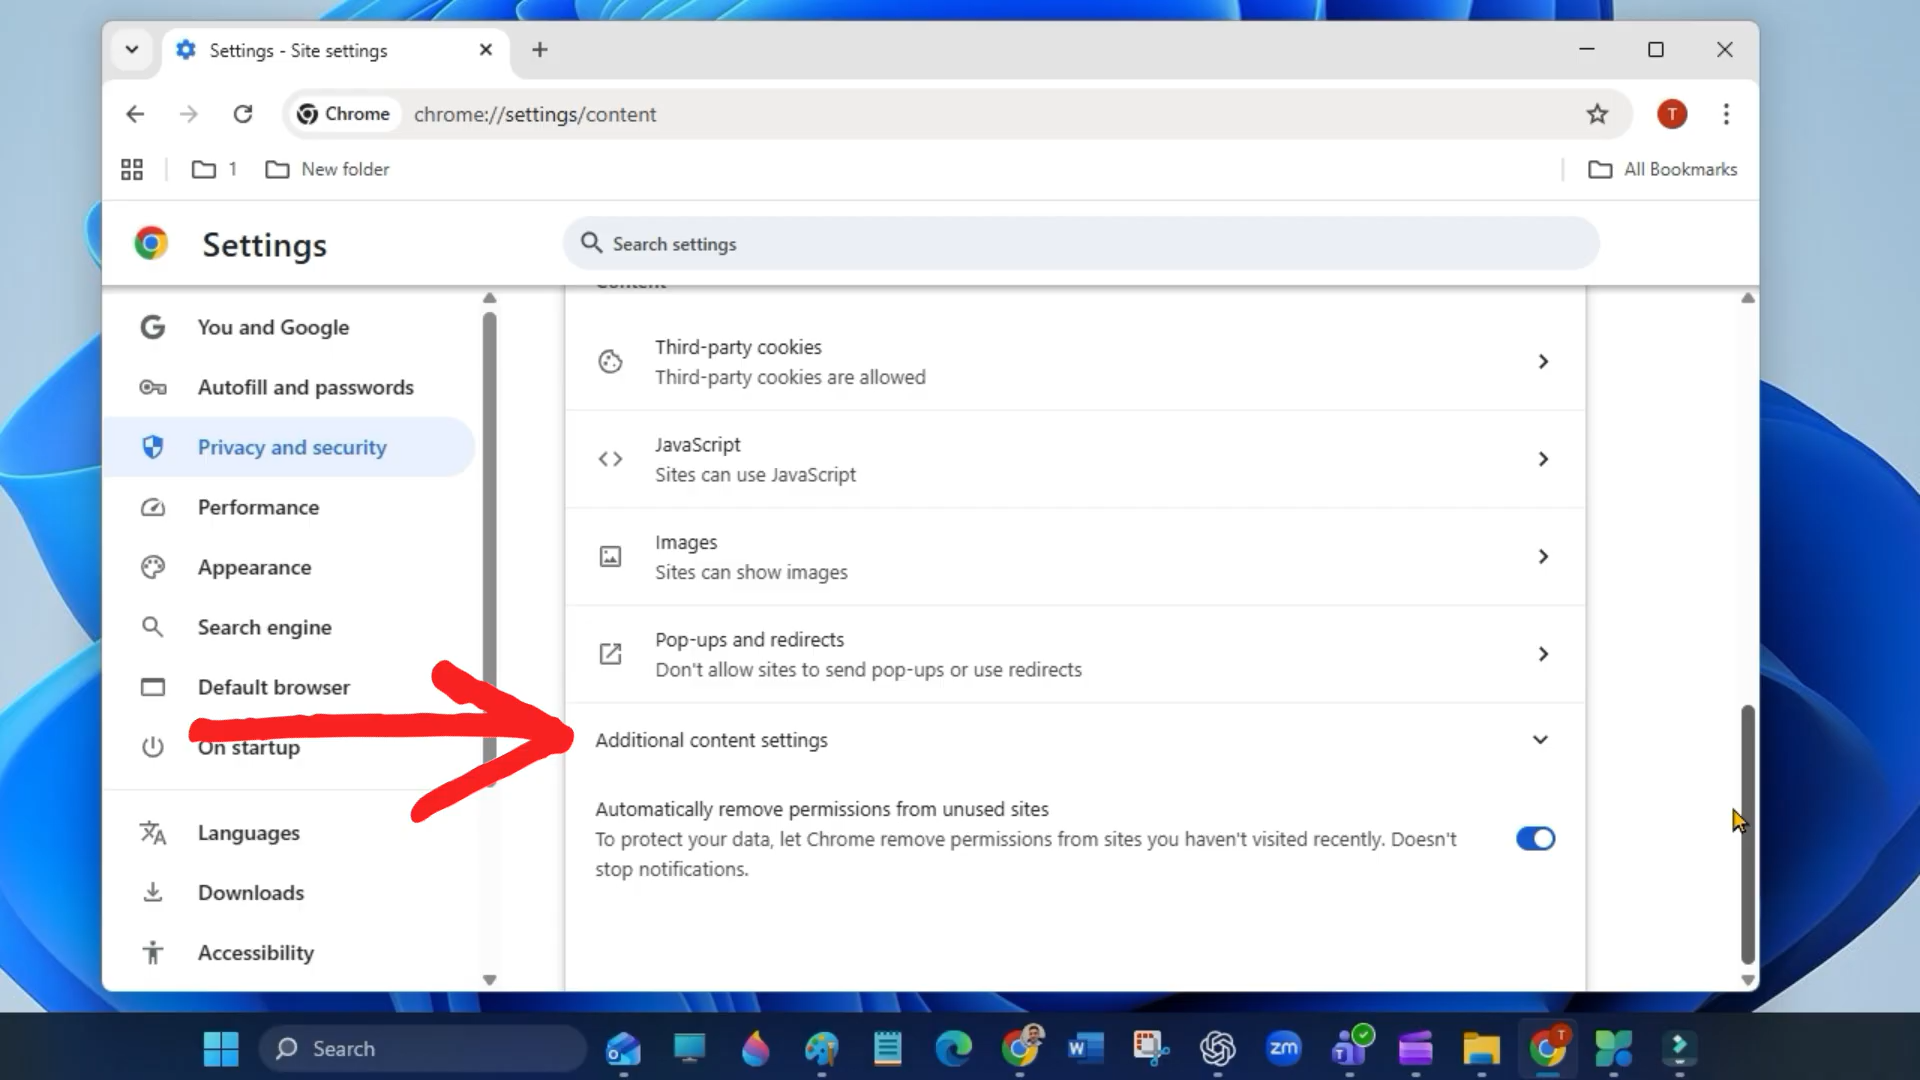 Settings - Site settings
Chrome
chrome://settings/content
T
1
New folder
All Bookmarks
Settings
Search settings
You and Google
Autofill and passwords
Privacy and security
Performance
Appearance
Search engine
Default browser
On startup
Languages
Downloads
Accessibility
Content
Third-party cookies
Third-party cookies are allowed
JavaScript
Sites can use JavaScript
Images
Sites can show images
Pop-ups and redirects
Don't allow sites to send pop-ups or use redirects
Additional content settings
Automatically remove permissions from unused sites
To protect your data, let Chrome remove permissions from sites you haven't visited recently. Doesn't
stop notifications.
Search
W
zm
T
T